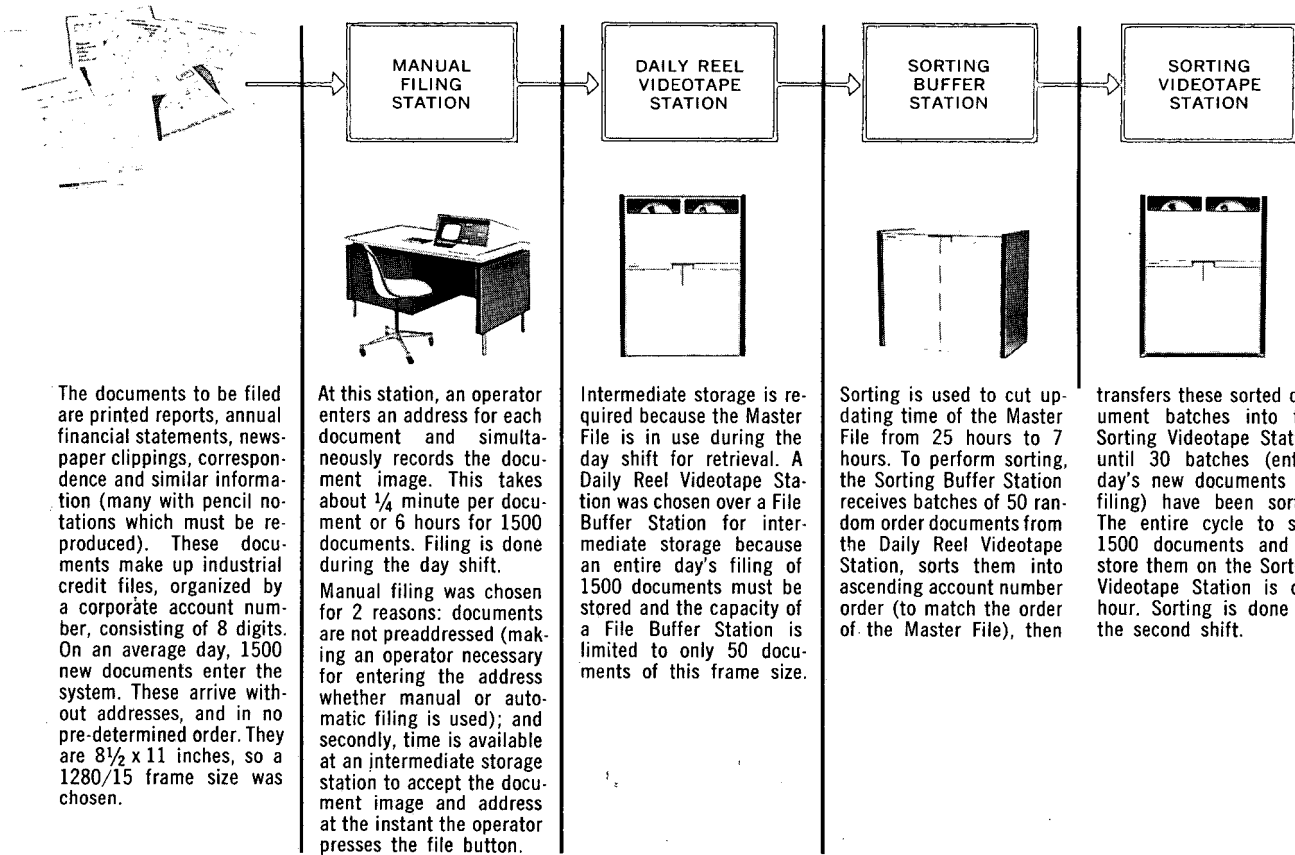 MANUAL
FILING
STATION
DAILY REEL
VIDEOTAPE
STATION
SORTING
BUFFER
STATION
SORTING
VIDEOTAPE
STATION
The documents to be filed
are printed reports, annual
financial statements, news-
paper clippings, correspon-
dence and similar informa-
tion (many with pencil no-
tations which must be re-
produced). These docu-
ments make up industrial
credit files, organized by
a corporate account num-
ber, consisting of 8 digits.
On an average day, 1500
new documents enter the
system. These arrive with-
out addresses, and in no
pre-determined order. They
are 8½ x 11 inches, so a
1280/15 frame size was
chosen.
At this station, an operator
enters an address for each
document and simulta-
neously records the docu-
ment image. This takes
about ¼ minute per docu-
ment or 6 hours for 1500
documents. Filing is done
during the day shift.
Manual filing was chosen
for 2 reasons: documents
are not preaddressed (mak-
ing an operator necessary
for entering the address
whether manual or auto-
matic filing is used); and
secondly, time is available
at an intermediate storage
station to accept the docu-
ment image and address
at the instant the operator
presses the file button.
Intermediate storage is re-
quired because the Master
File is in use during the
day shift for retrieval. A
Daily Reel Videotape Sta-
tion was chosen over a File
Buffer Station for inter-
mediate storage because
an entire day's filing of
1500 documents must be
stored and the capacity of
a File Buffer Station is
limited to only 50 docu-
ments of this frame size.
Sorting is used to cut up-
dating time of the Master
File from 25 hours to 7
hours. To perform sorting,
the Sorting Buffer Station
receives batches of 50 ran-
dom order documents from
the Daily Reel Videotape
Station, sorts them into
ascending account number
order (to match the order
of the Master File), then
transfers these sorted
ument batches into
Sorting Videotape
until 30 batches
day's new documents
filing) have been
The entire cycle to
1500 documents and
store them on the
Videotape Station is
hour. Sorting is done
the second shift.